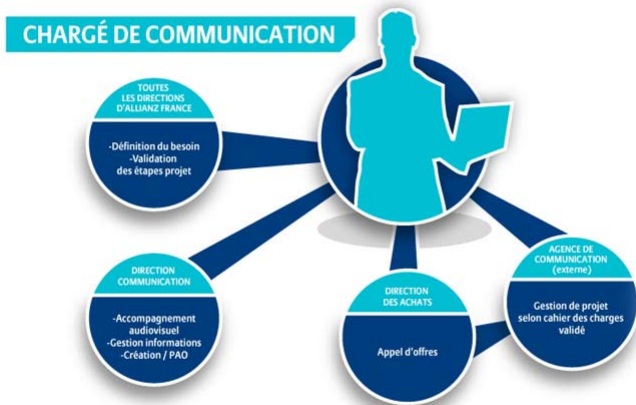 CHARGÉ DE COMMUNICATION
TOUTES
LES DIRECTIONS
D'ALLIANZ FRANCE
-Définition du besoin
-Validation
des étapes projet
DIRECTION
COMMUNICATION
-Accompagnement
audiovisuel
-Gestion informations
-Création / PAO
DIRECTION
DES ACHATS
Appel d'offres
AGENCE DE
COMMUNICATION
(externe)
Gestion de projet
selon cahier des charges
validé